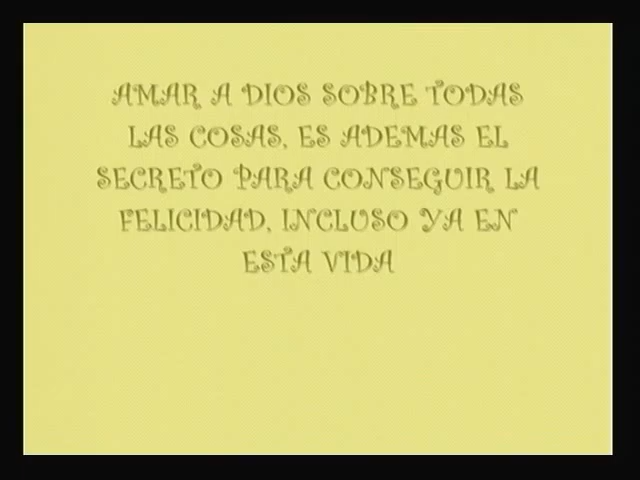 AMAR A DIOS SOBRE TODAS
LAS COSAS, ES ADEMAS EL
SECRETO PARA CONSEGUIR LA
FELICIDAD, INCLUSO YA EN
ESTA VIDA